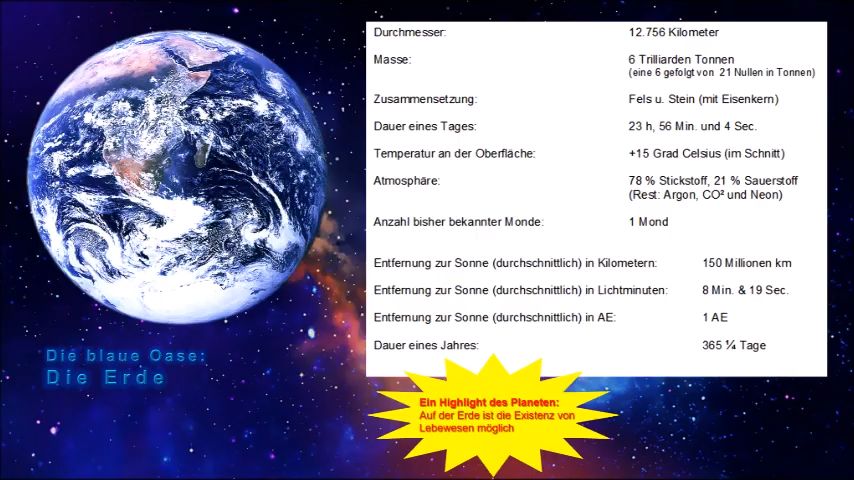 Durchmesser: 12.756 Kilometer
Masse: 6 Trilliarden Tonnen
(eine 6 gefolgt von 21 Nullen in Tonnen)
Zusammensetzung: Fels u. Stein (mit Eisenkern)
Dauer eines Tages: 23 h, 56 Min. und 4 Sec.
Temperatur an der Oberfläche: +15 Grad Celsius (im Schnitt)
Atmosphäre: 78 % Stickstoff, 21 % Sauerstoff
(Rest: Argon, CO² und Neon)
Anzahl bisher bekannter Monde: 1 Mond
Entfernung zur Sonne (durchschnittlich) in Kilometern: 150 Millionen km
Entfernung zur Sonne (durchschnittlich) in Lichtminuten: 8 Min. & 19 Sec.
Entfernung zur Sonne (durchschnittlich) in AE: 1 AE
Dauer eines Jahres: 365 ¼ Tage
Die blaue Oase:
Die Erde
Ein Highlight des Planeten:
Auf der Erde ist die Existenz von
Lebewesen möglich